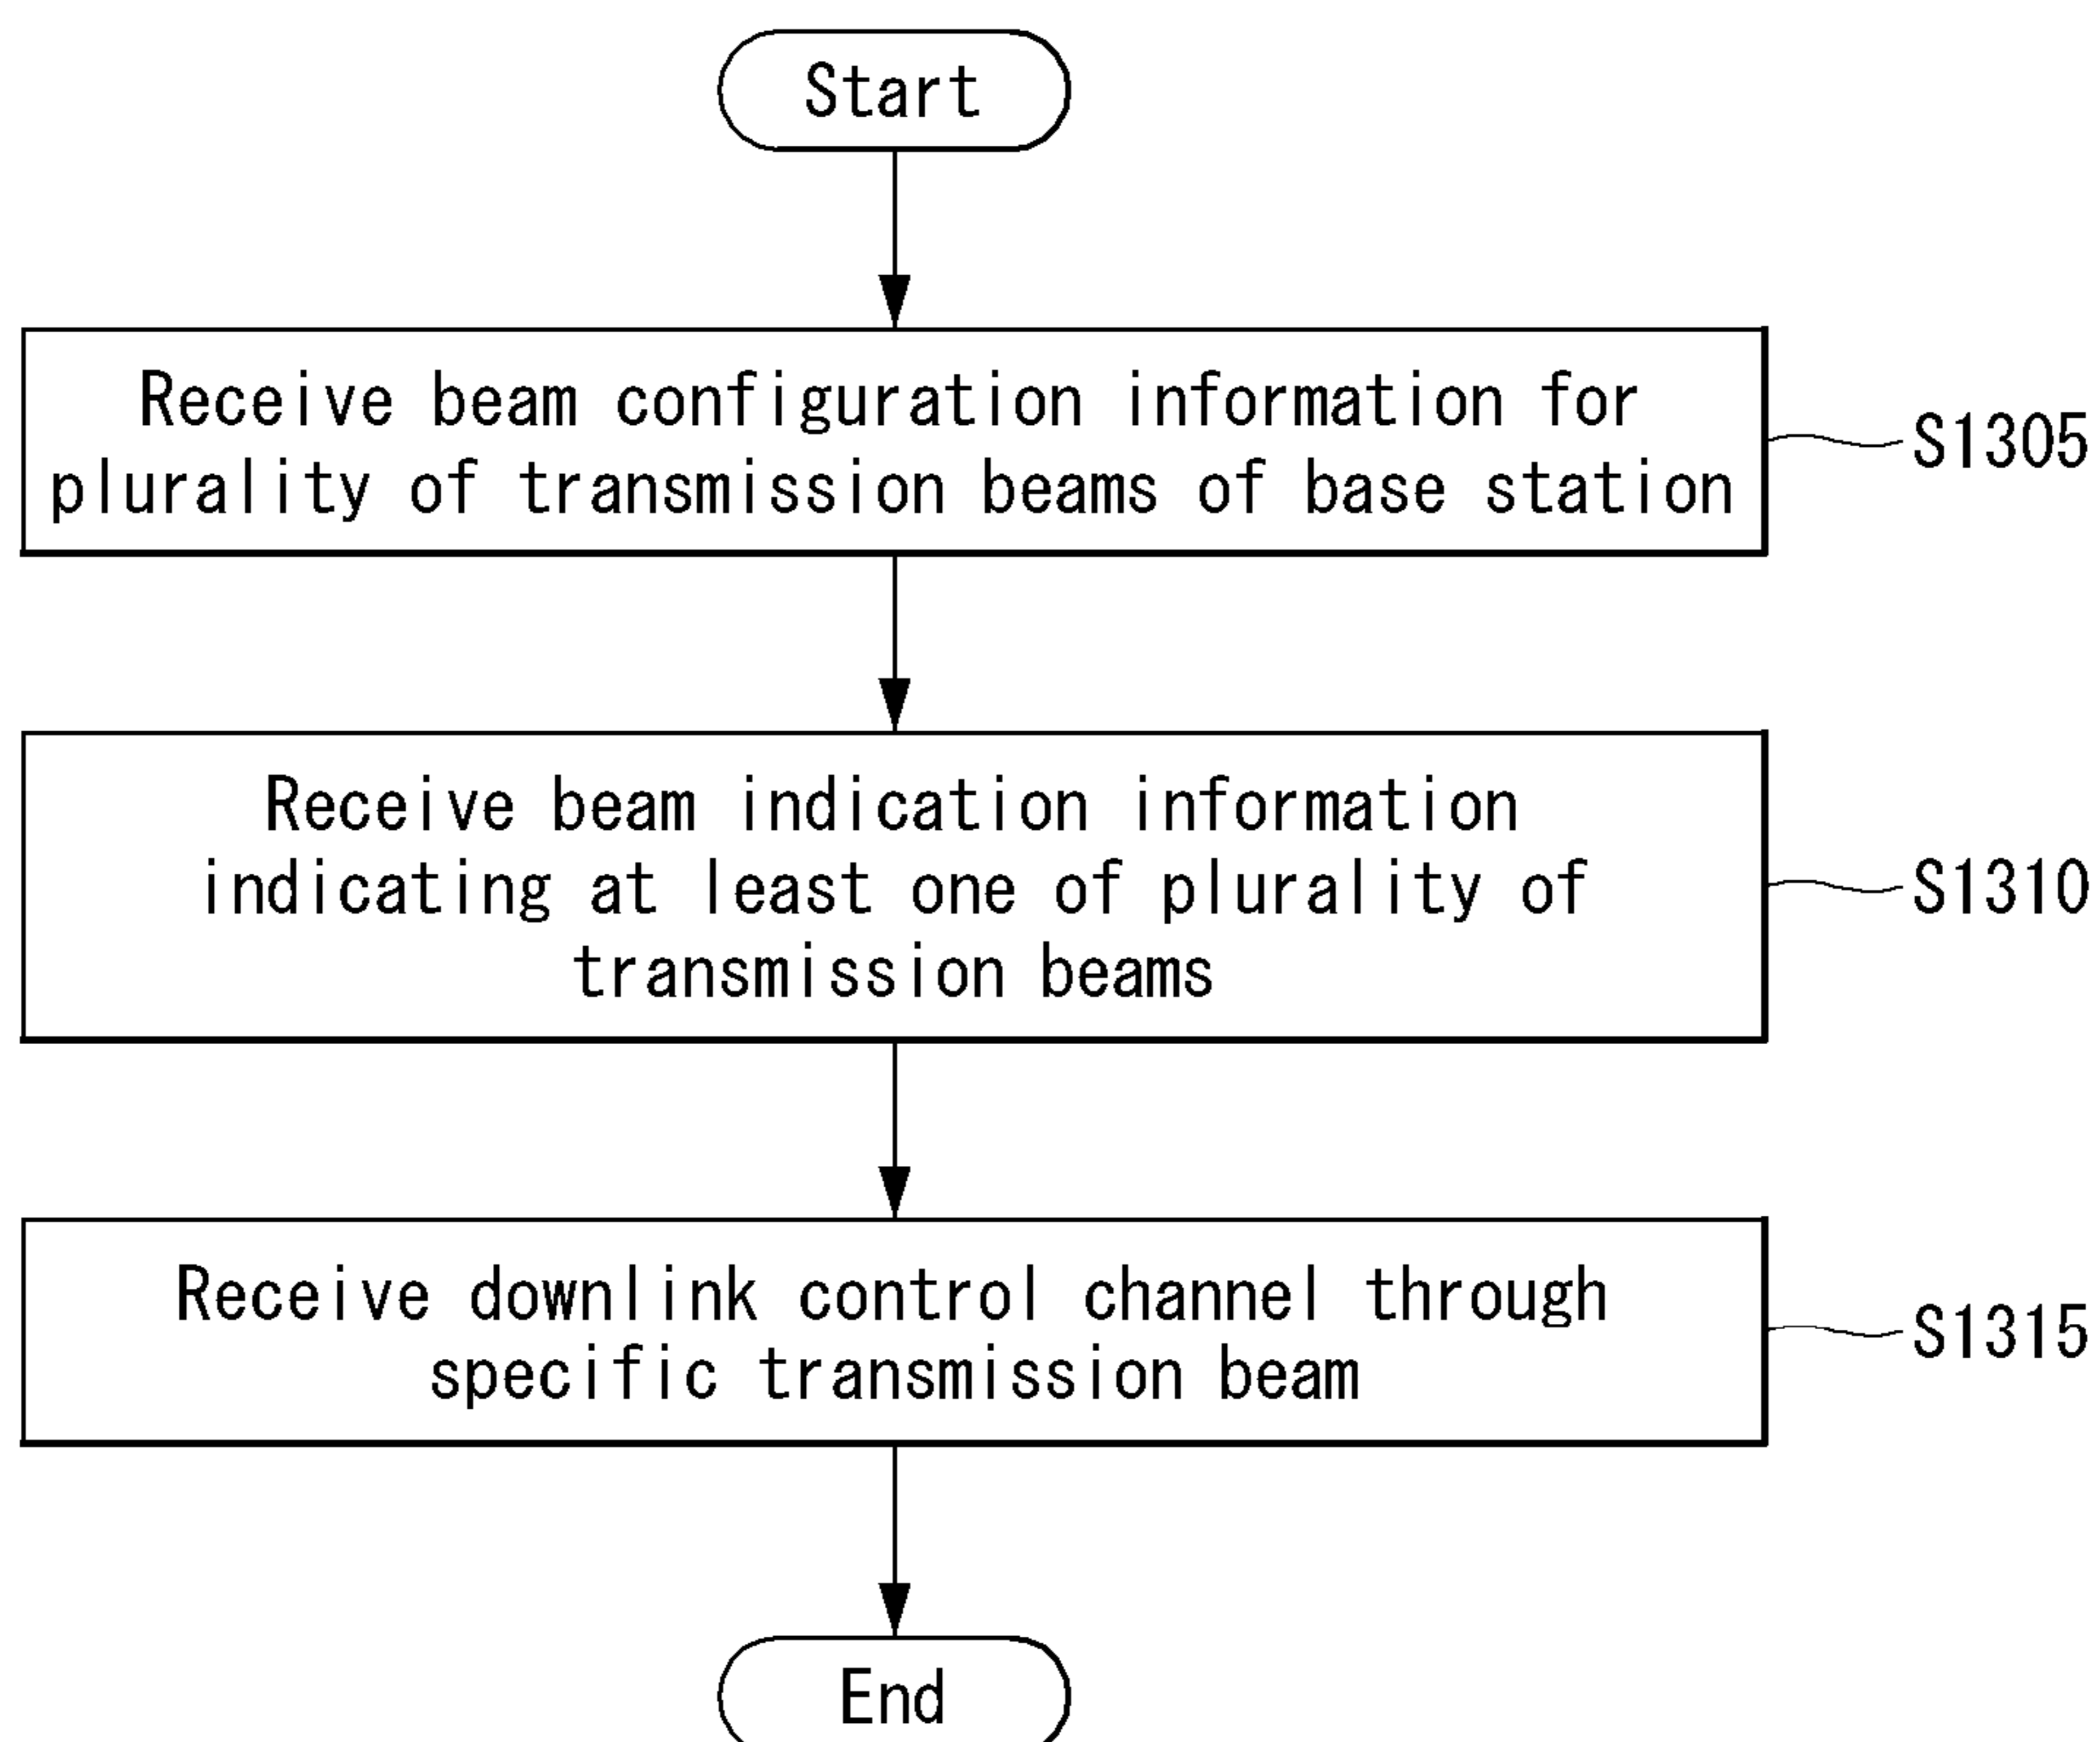 Start
Receive beam configuration information for
plurality of transmission beams of base station
S1305
Receive beam indication information
indicating at least one of plurality of
transmission beams
S1310
Receive downlink control channel through
specific transmission beam
S1315
End